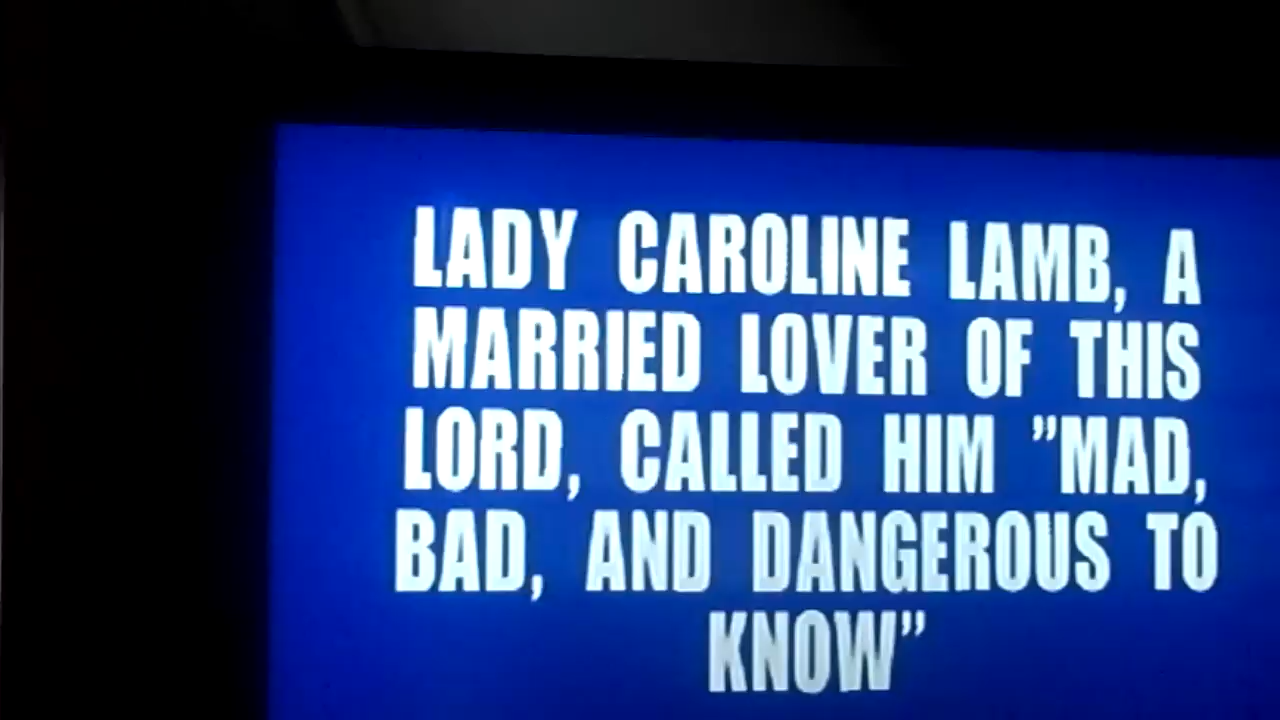 LADY CAROLINE LAMB, A
MARRIED LOVER OF THIS
LORD, CALLED HIM ”MAD,
BAD, AND DANGEROUS TO
KNOW”